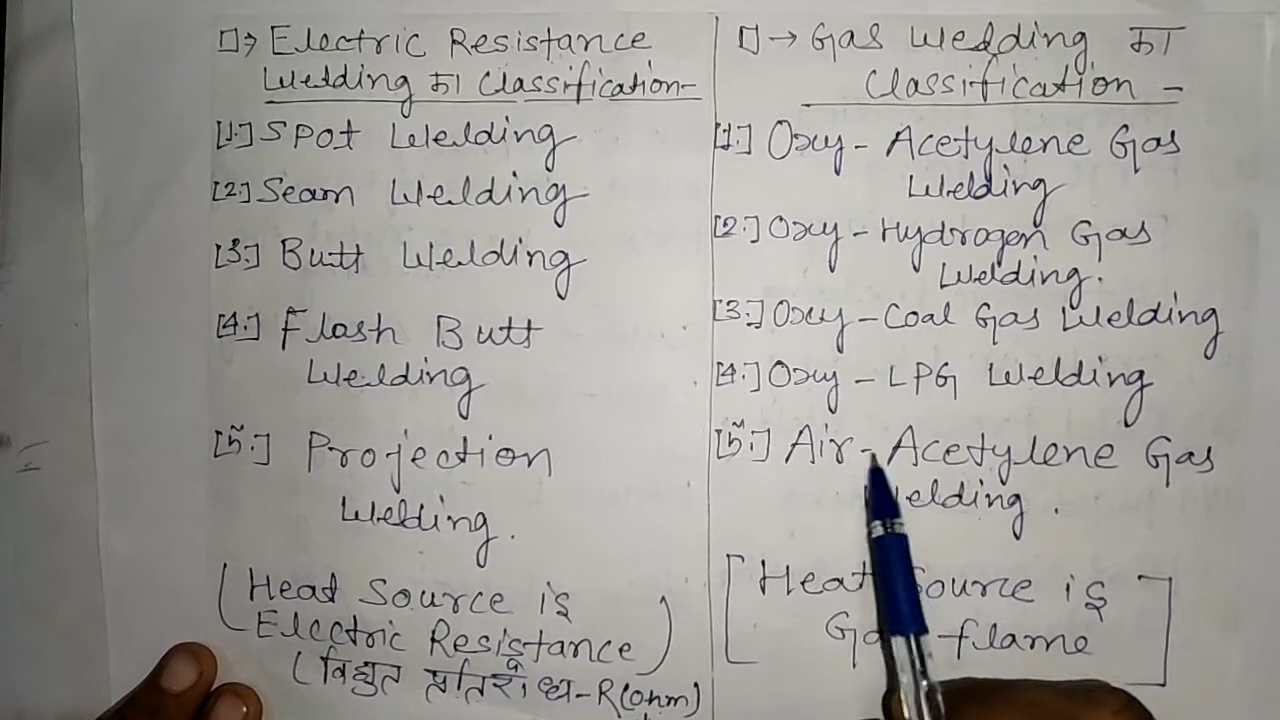 □→ Electric Resistance
Welding का Classification-
[1.] Spot Welding
[2.] Seam Welding
[3.] Butt Welding
[4.] Flash Butt
Welding
[5.] Projection
Welding.
(Heat Source is
Electric Resistance)
(विद्युत प्रतिरोध-R(ohm)
□→ Gas Welding का
Classification -
[1.] Oxy-Acetylene Gas
Welding
[2.] Oxy-Hydrogen Gas
Welding.
[3.] Oxy-Coal Gas Welding
[4.] Oxy-LPG Welding
[5.] Air-Acetylene Gas
Welding.
[Heat Source is
Gas flame]